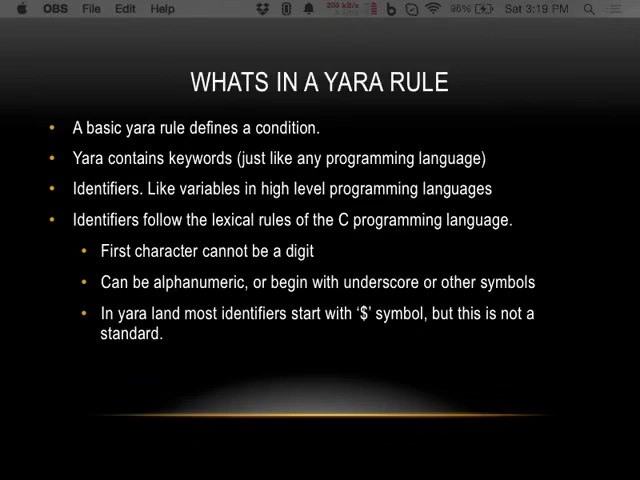 OBS File Edit Help 200 kB/s 96% Sat 3:19 PM
WHATS IN A YARA RULE
• A basic yara rule defines a condition.
• Yara contains keywords (just like any programming language)
• Identifiers. Like variables in high level programming languages
• Identifiers follow the lexical rules of the C programming language.
• First character cannot be a digit
• Can be alphanumeric, or begin with underscore or other symbols
• In yara land most identifiers start with ‘$’ symbol, but this is not a
standard.